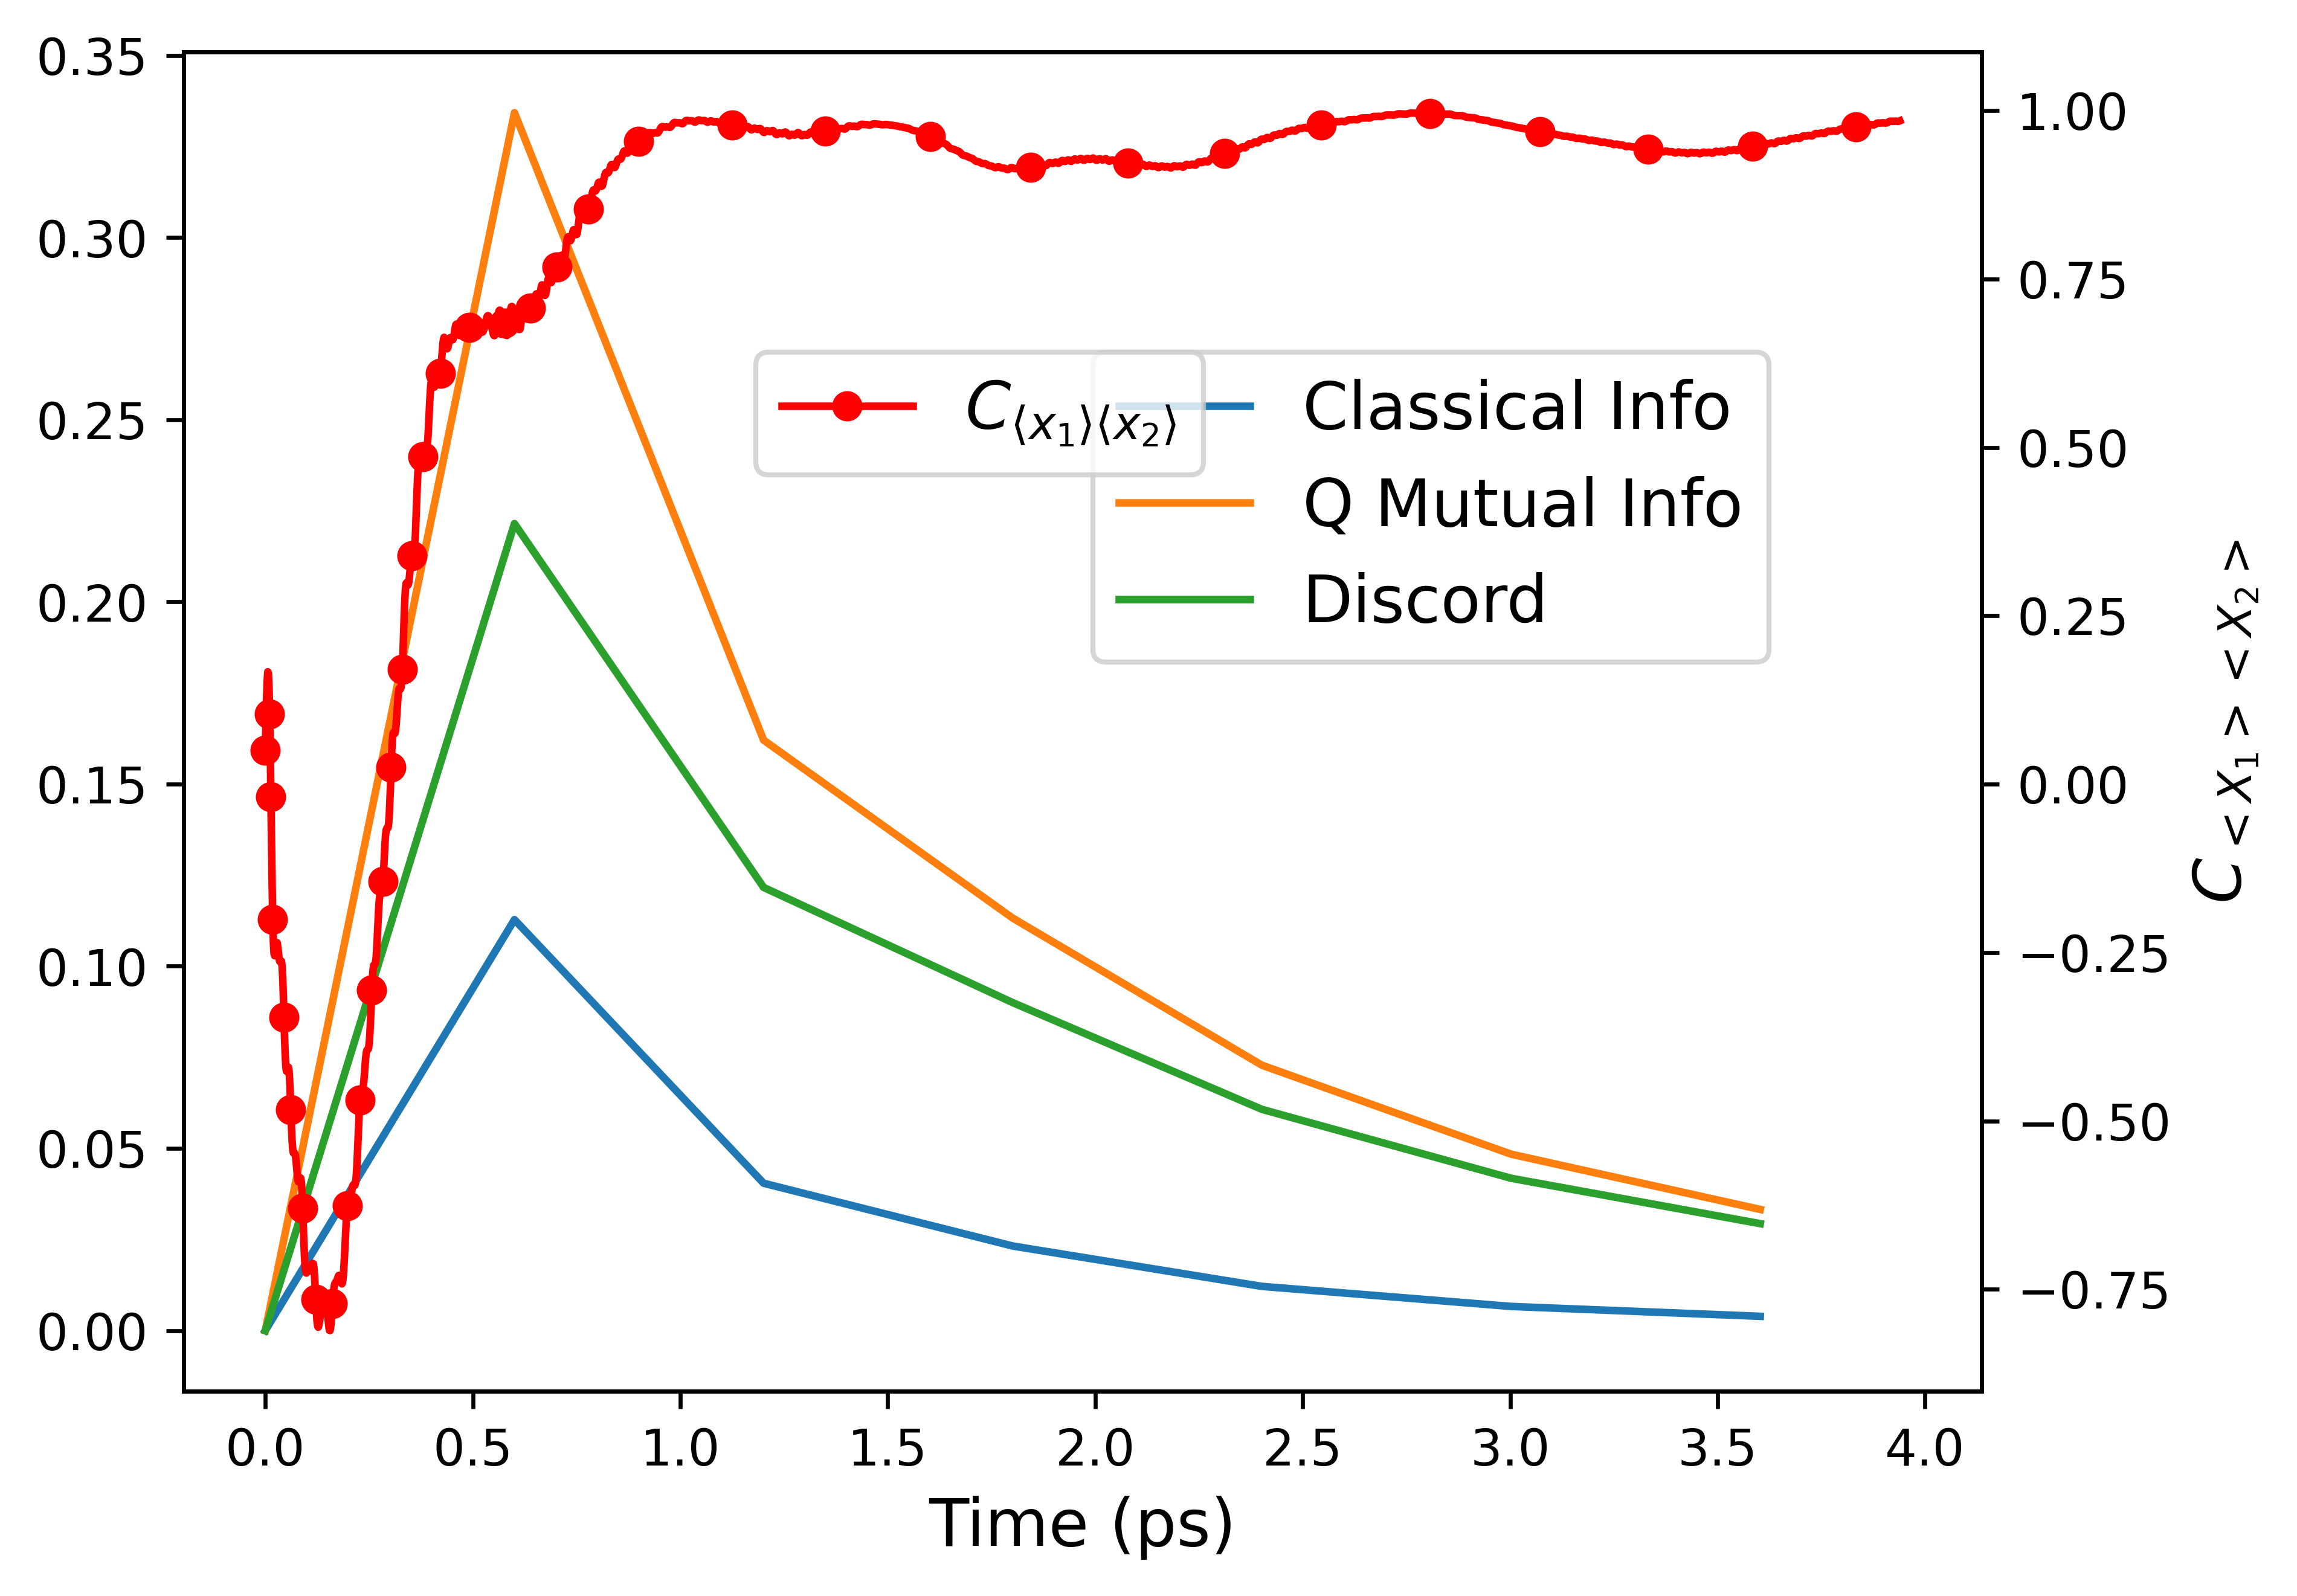 0.35
0.30
0.25
0.20
0.15
0.10
0.05
0.00
C⟨x₁⟩⟨x₂⟩
Classical Info
Q Mutual Info
Discord
1.00
0.75
0.50
0.25
0.00
−0.25
−0.50
−0.75
C<X₁><X₂>
0.0 0.5 1.0 1.5 2.0 2.5 3.0 3.5 4.0
Time (ps)